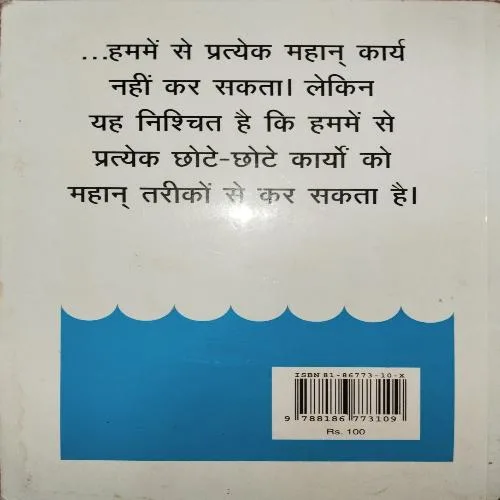 ...हममें से प्रत्येक महान् कार्य
नहीं कर सकता। लेकिन
यह निश्चित है कि हममें से
प्रत्येक छोटे-छोटे कार्यों को
महान् तरीकों से कर सकता है।
ISBN 81-86773-10-X
9 788186 773109
Rs. 100